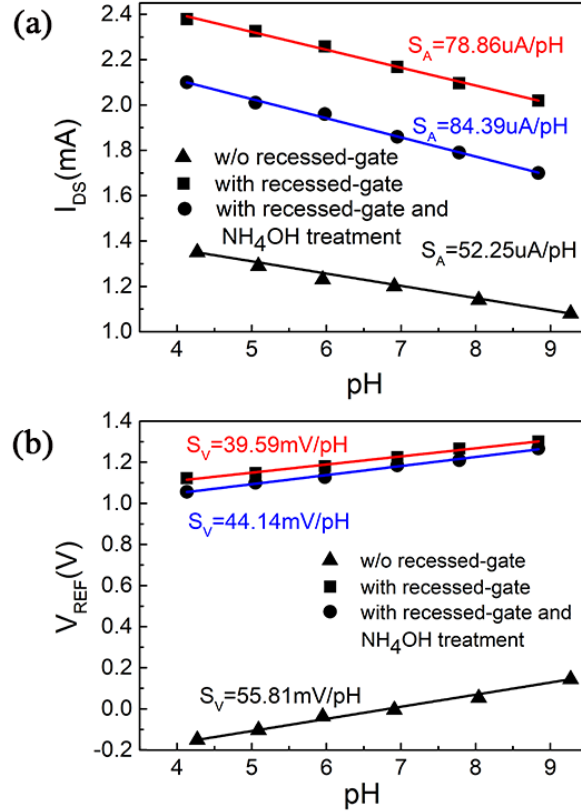 (a)
2.4
2.2
2.0
1.8
1.6
1.4
1.2
1.0
I_DS(mA)
S_A=78.86uA/pH
S_A=84.39uA/pH
w/o recessed-gate
with recessed-gate
with recessed-gate and
NH4OH treatment
S_A=52.25uA/pH
4 5 6 7 8 9
pH
(b)
1.4
1.2
1.0
0.8
0.6
0.4
0.2
0.0
-0.2
V_REF(V)
S_V=39.59mV/pH
S_V=44.14mV/pH
w/o recessed-gate
with recessed-gate
with recessed-gate and
NH4OH treatment
S_V=55.81mV/pH
4 5 6 7 8 9
pH